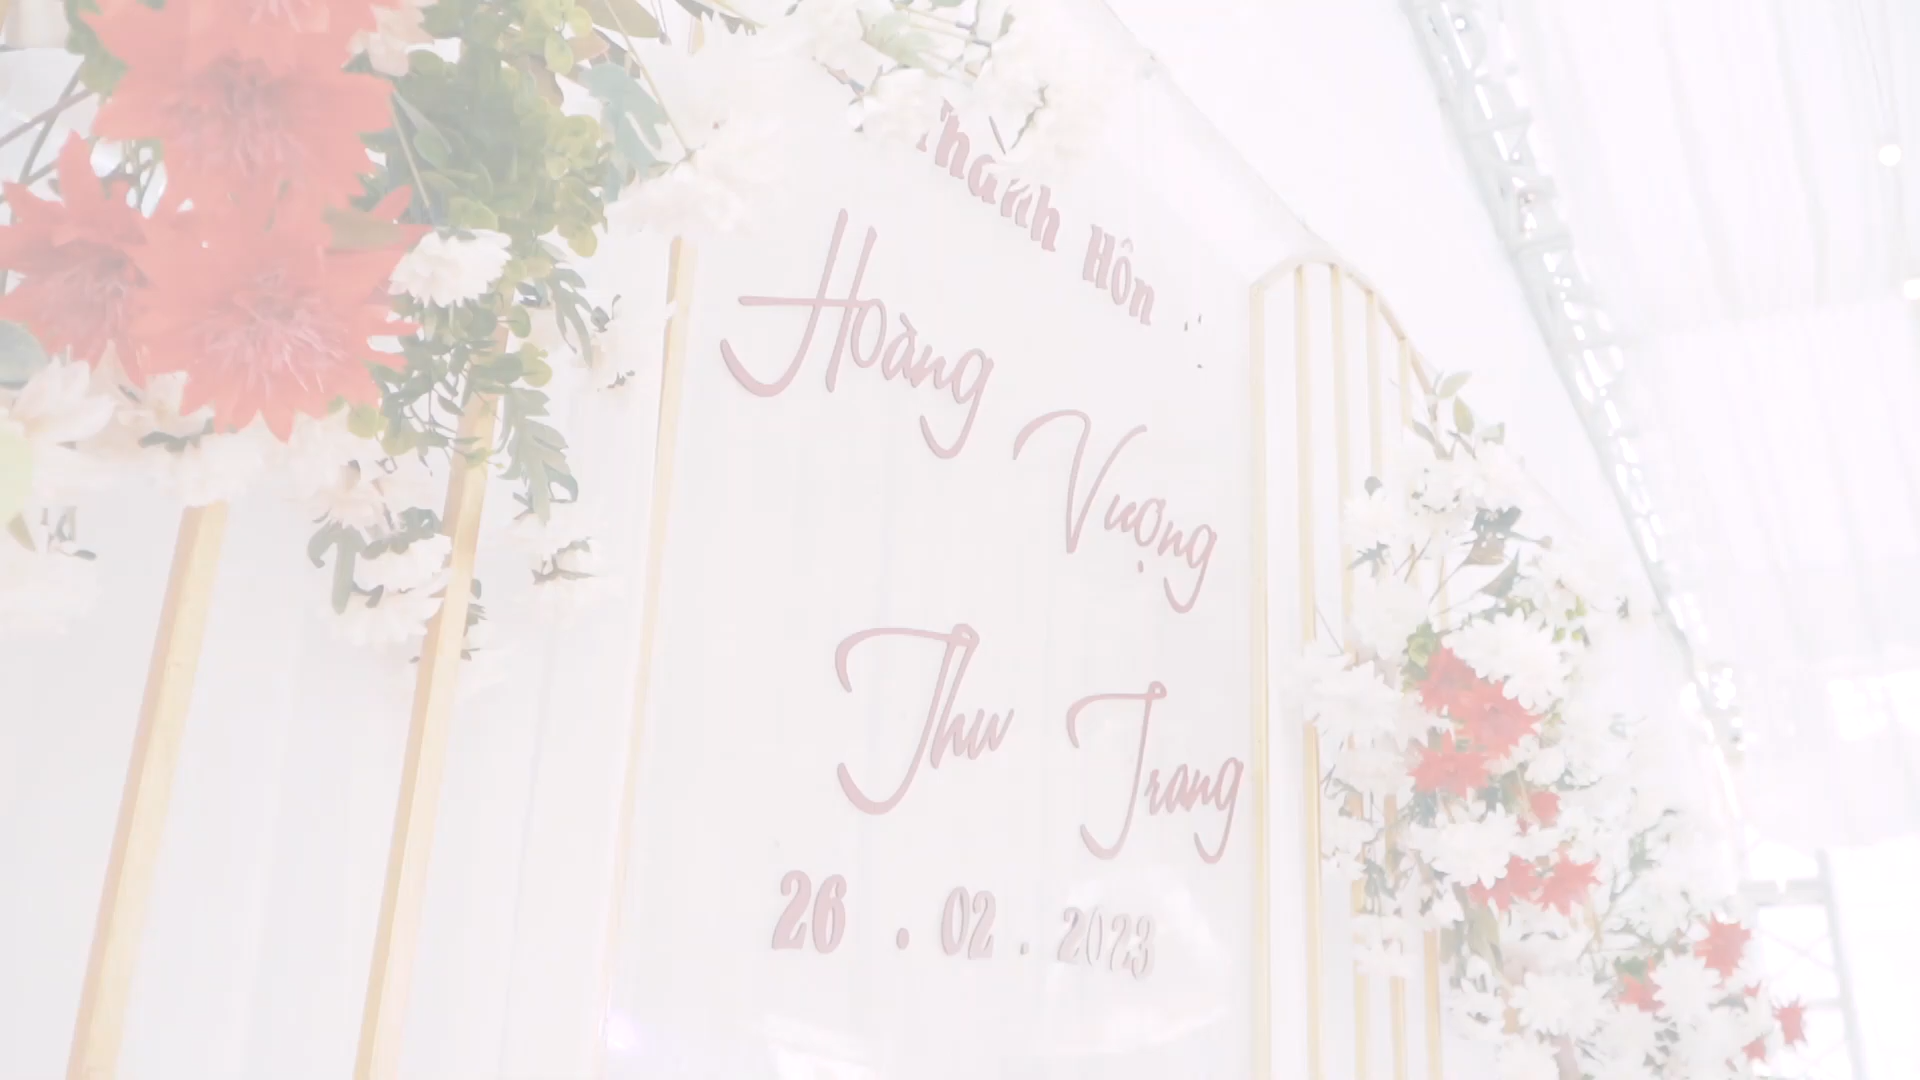 Thành Hôn
Hoàng
Vượng
Thu Trang
26 . 02 . 2023